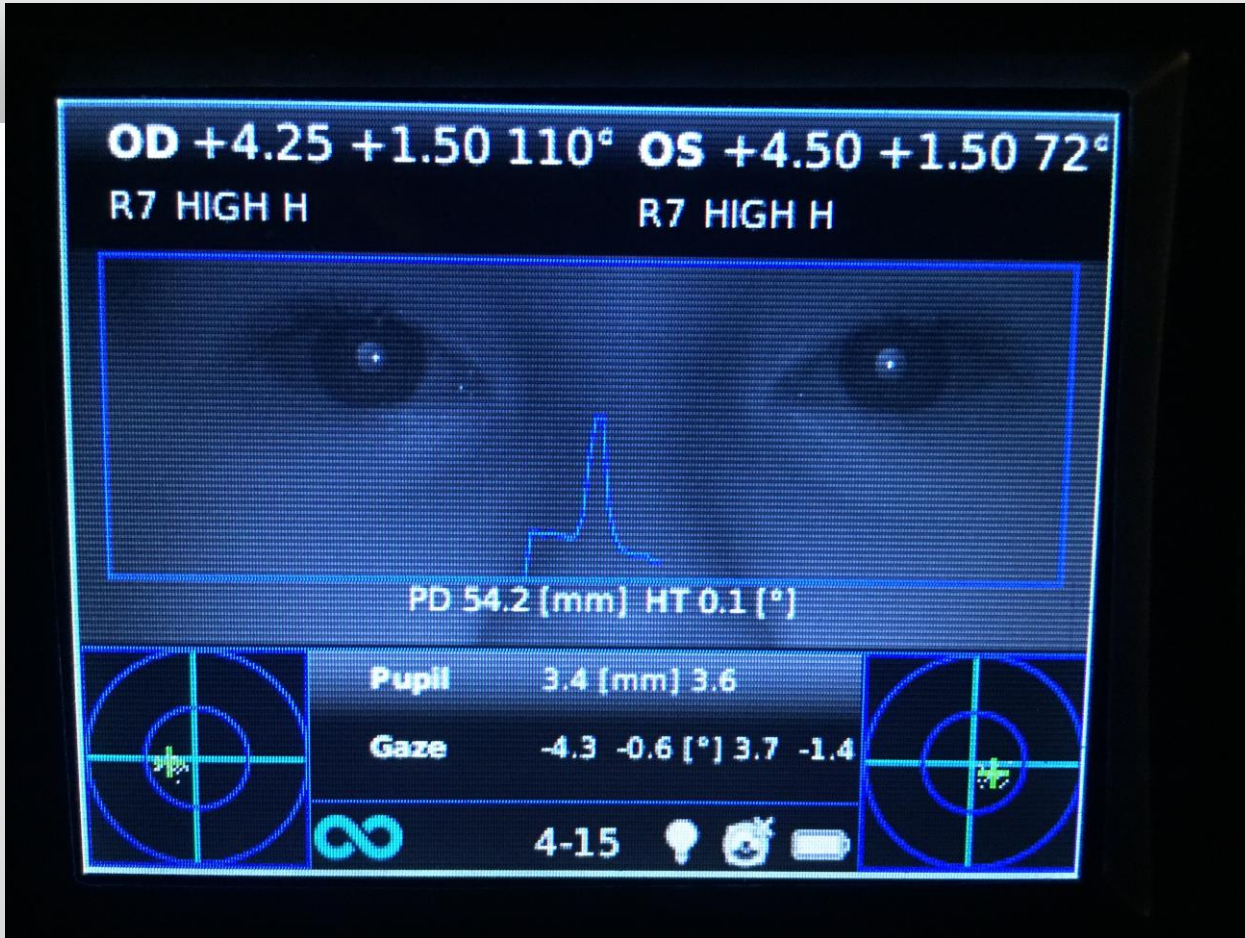 OD +4.25 +1.50 110° OS +4.50 +1.50 72°
R7 HIGH H R7 HIGH H
PD 54.2 [mm] HT 0.1 [°]
Pupil 3.4 [mm] 3.6
Gaze -4.3 -0.6 [°] 3.7 -1.4
4-15